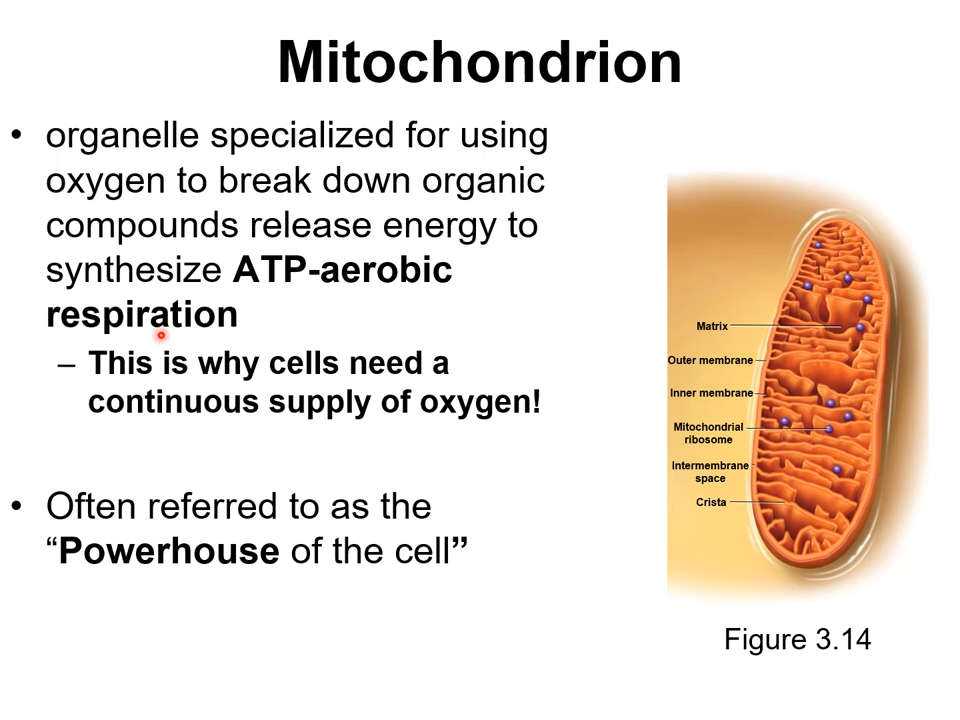 Mitochondrion
• organelle specialized for using
oxygen to break down organic
compounds release energy to
synthesize ATP-aerobic
respiration
– This is why cells need a
continuous supply of oxygen!
• Often referred to as the
“Powerhouse of the cell”
Matrix
Outer membrane
Inner membrane
Mitochondrial
ribosome
Intermembrane
space
Crista
Figure 3.14